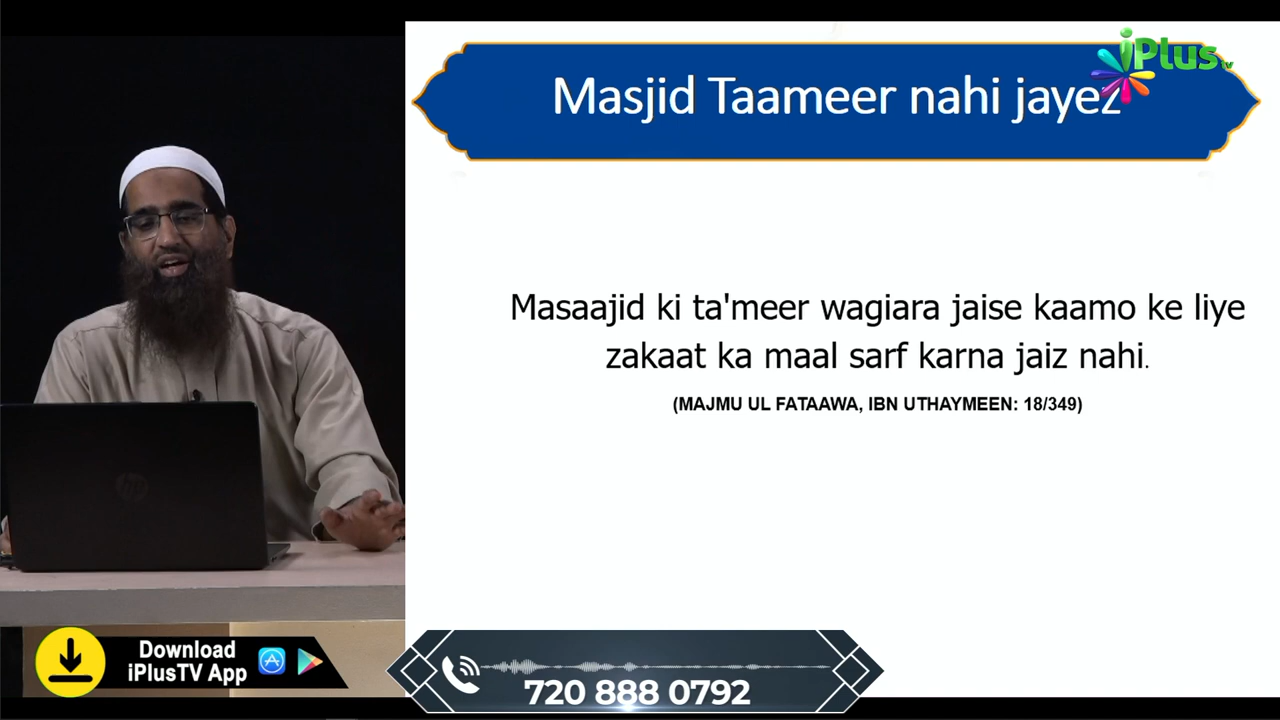 iPlus tv
Masjid Taameer nahi jayez
Masaajid ki ta'meer wagiara jaise kaamo ke liye
zakaat ka maal sarf karna jaiz nahi.
(MAJMU UL FATAAWA, IBN UTHAYMEEN: 18/349)
hp
Download
iPlusTV App
720 888 0792